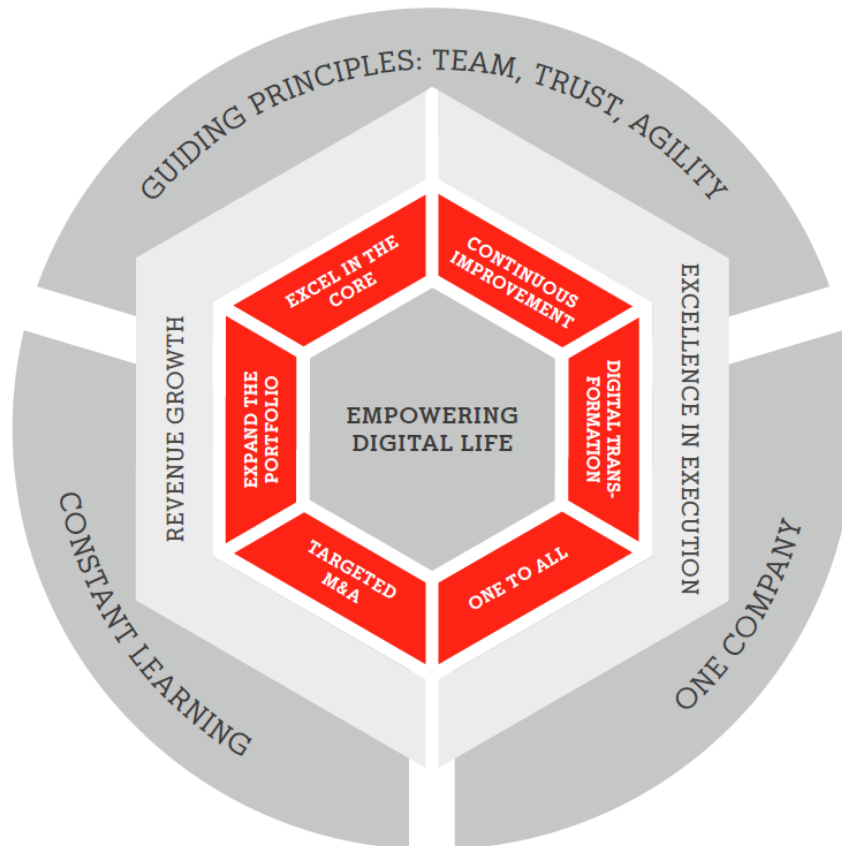 GUIDING PRINCIPLES: TEAM, TRUST, AGILITY
EXCEL IN THE
CORE
CONTINUOUS
IMPROVEMENT
REVENUE GROWTH
EXPAND THE
PORTFOLIO
EMPOWERING
DIGITAL LIFE
DIGITAL TRANS-
FORMATION
EXCELLENCE IN EXECUTION
TARGETED
M&A
ONE TO ALL
CONSTANT LEARNING
ONE COMPANY